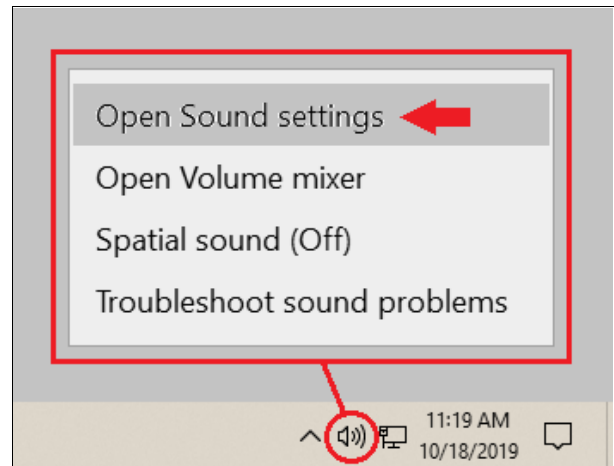 Open Sound settings
Open Volume mixer
Spatial sound (Off)
Troubleshoot sound problems
11:19 AM
10/18/2019